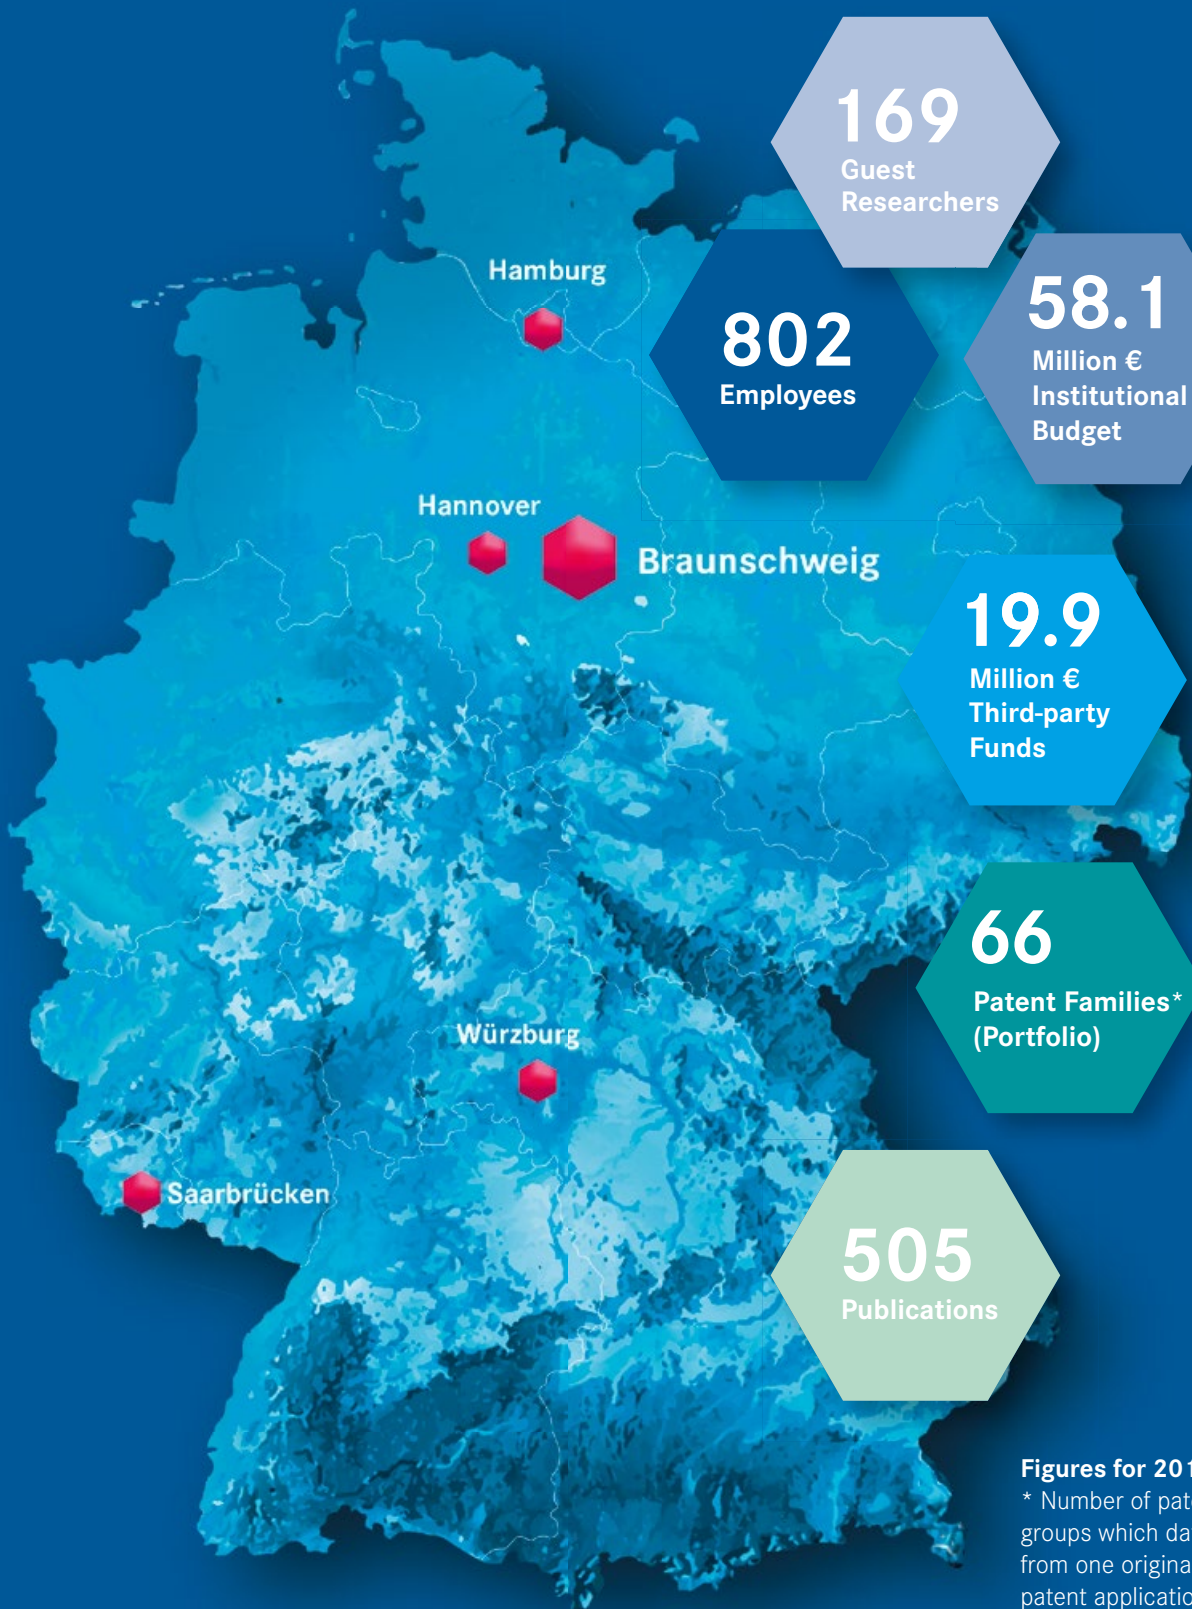 169
Guest
Researchers
Hamburg
802
Employees
58.1
Million €
Institutional
Budget
Hannover
Braunschweig
19.9
Million €
Third-party
Funds
66
Patent Families*
(Portfolio)
Würzburg
Saarbrücken
505
Publications
Figures for
* Number of
groups which
from one
patent